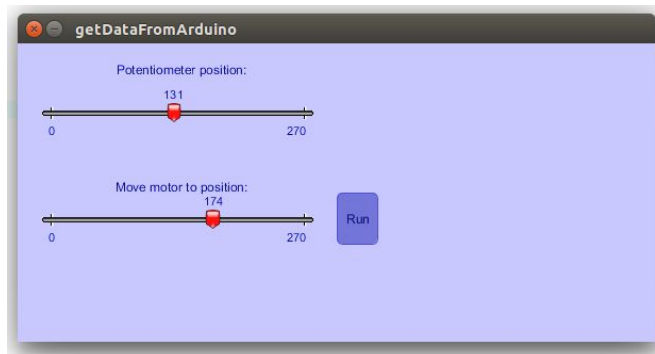 getDataFromArduino
Potentiometer position:
131
0 270
Move motor to position:
174
0 270
Run